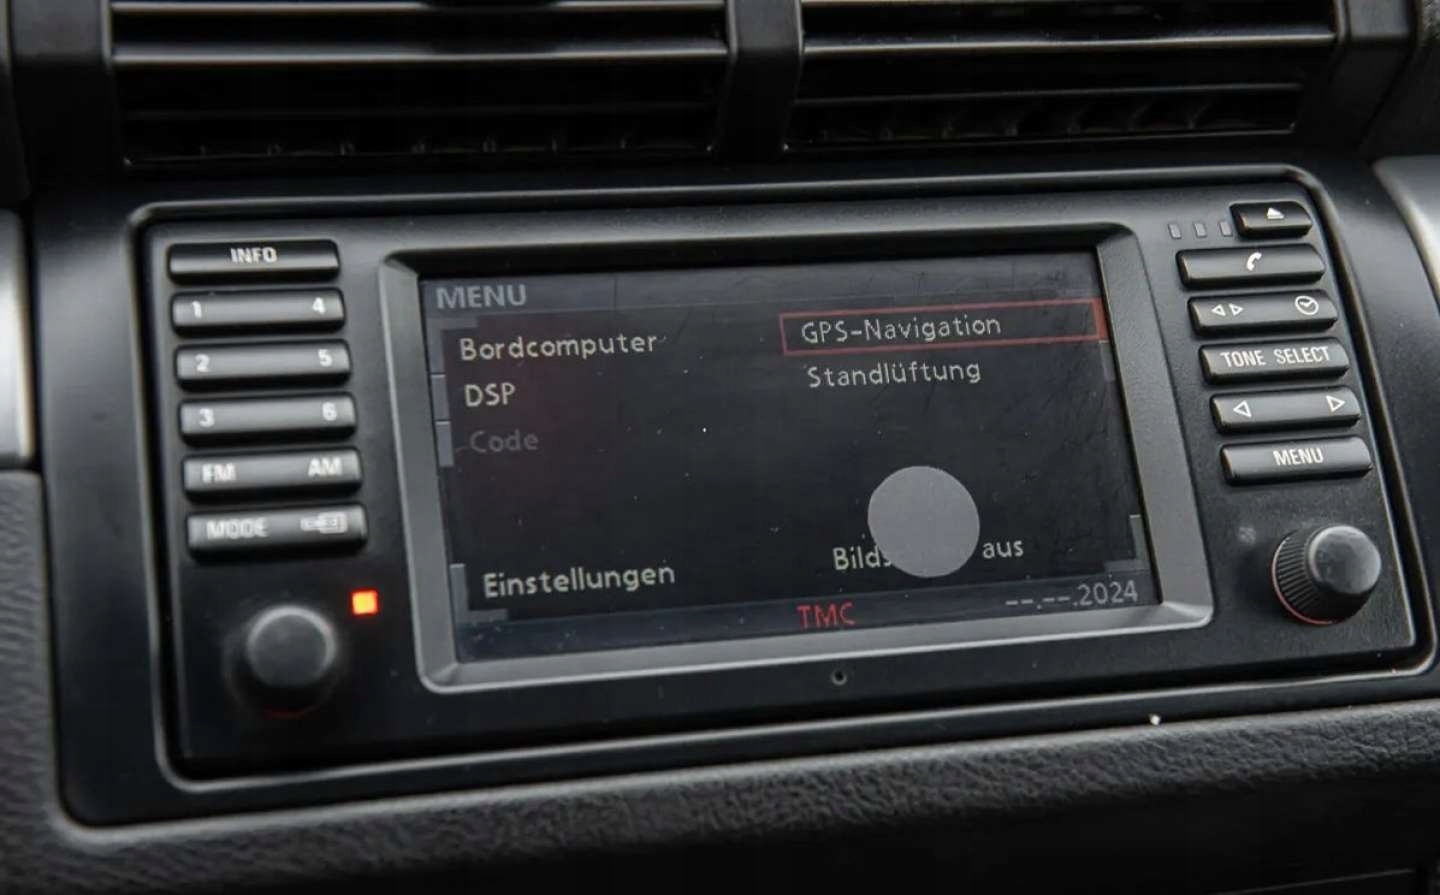 INFO
1 4
2 5
3 6
FM AM
MODE
MENU
Bordcomputer
DSP
Code
Einstellungen
GPS-Navigation
Standlüftung
aus
TMC
--.--.2024
TONE SELECT
MENU